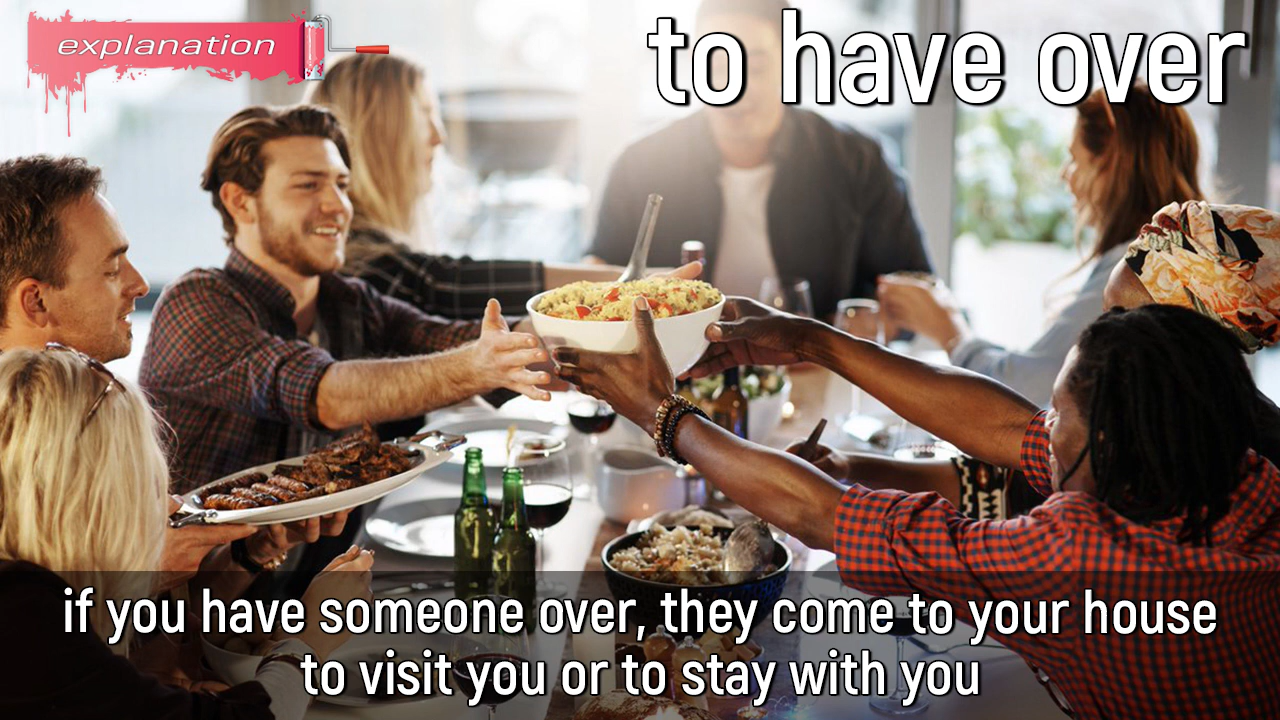 explanation
to have over
if you have someone over, they come to your house
to visit you or to stay with you